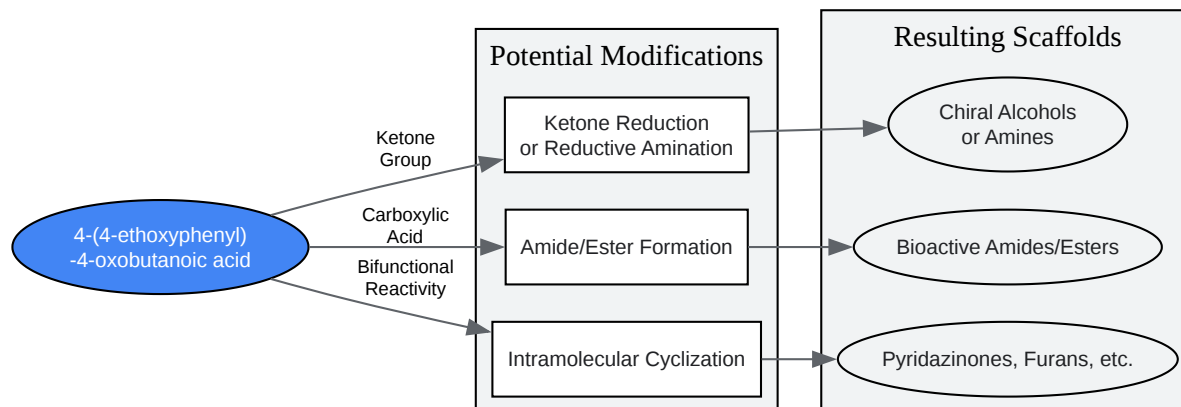 Potential Modifications
Resulting Scaffolds
4-(4-ethoxyphenyl)
-4-oxobutanoic acid
Ketone
Group
Ketone Reduction
or Reductive Amination
Chiral Alcohols
or Amines
Carboxylic
Acid
Amide/Ester Formation
Bioactive Amides/Esters
Bifunctional
Reactivity
Intramolecular Cyclization
Pyridazinones, Furans, etc.